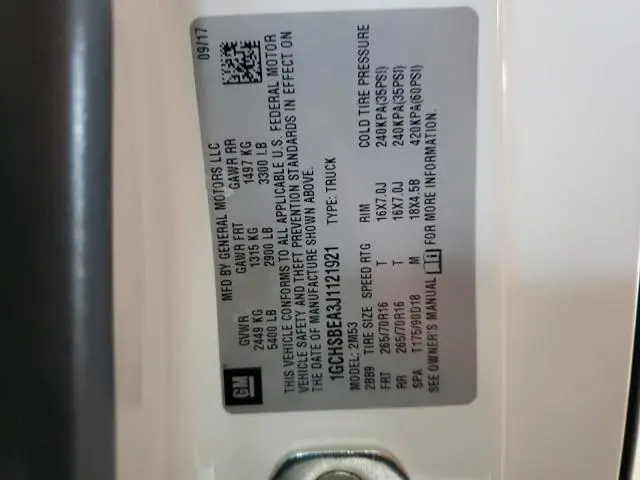 GM
MFD BY GENERAL MOTORS LLC
09/17
GVWR GAWR FRT GAWR RR
2449 KG 1315 KG 1497 KG
5400 LB 2900 LB 3300 LB
THIS VEHICLE CONFORMS TO ALL APPLICABLE U.S. FEDERAL MOTOR
VEHICLE SAFETY AND THEFT PREVENTION STANDARDS IN EFFECT ON
THE DATE OF MANUFACTURE SHOWN ABOVE.
1GCHSBEA3J1121921 TYPE: TRUCK
MODEL: 2M53
2BB9 TIRE SIZE SPEED RTG RIM COLD TIRE PRESSURE
FRT 265/70R16 T 16X7.0J 240KPA(35PSI)
RR 265/70R16 T 16X7.0J 240KPA(35PSI)
SPA T175/90D18 M 18X4.5B 420KPA(60PSI)
SEE OWNER'S MANUAL FOR MORE INFORMATION.